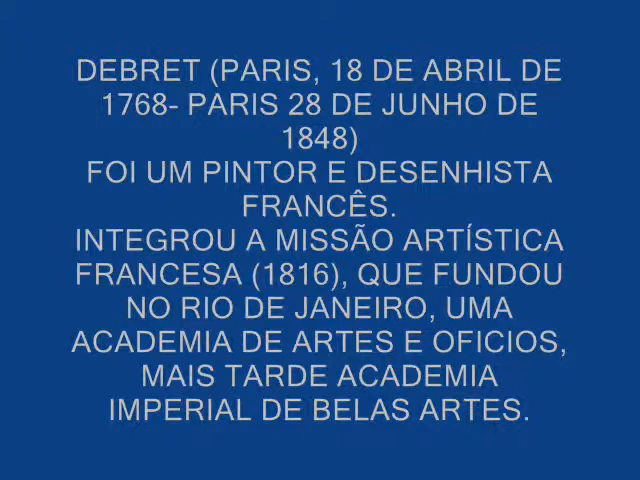 DEBRET (PARIS, 18 DE ABRIL DE
1768- PARIS 28 DE JUNHO DE
1848)
FOI UM PINTOR E DESENHISTA
FRANCÊS.
INTEGROU A MISSÃO ARTÍSTICA
FRANCESA (1816), QUE FUNDOU
NO RIO DE JANEIRO, UMA
ACADEMIA DE ARTES E OFICIOS,
MAIS TARDE ACADEMIA
IMPERIAL DE BELAS ARTES.